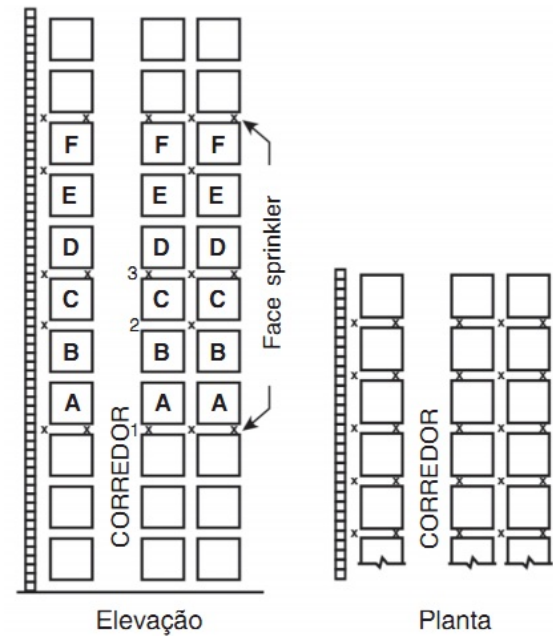 F F F
E E E
D D D
3
C C C
2
B B B
A A A
1
CORREDOR
Face sprinkler
CORREDOR
Elevação
Planta